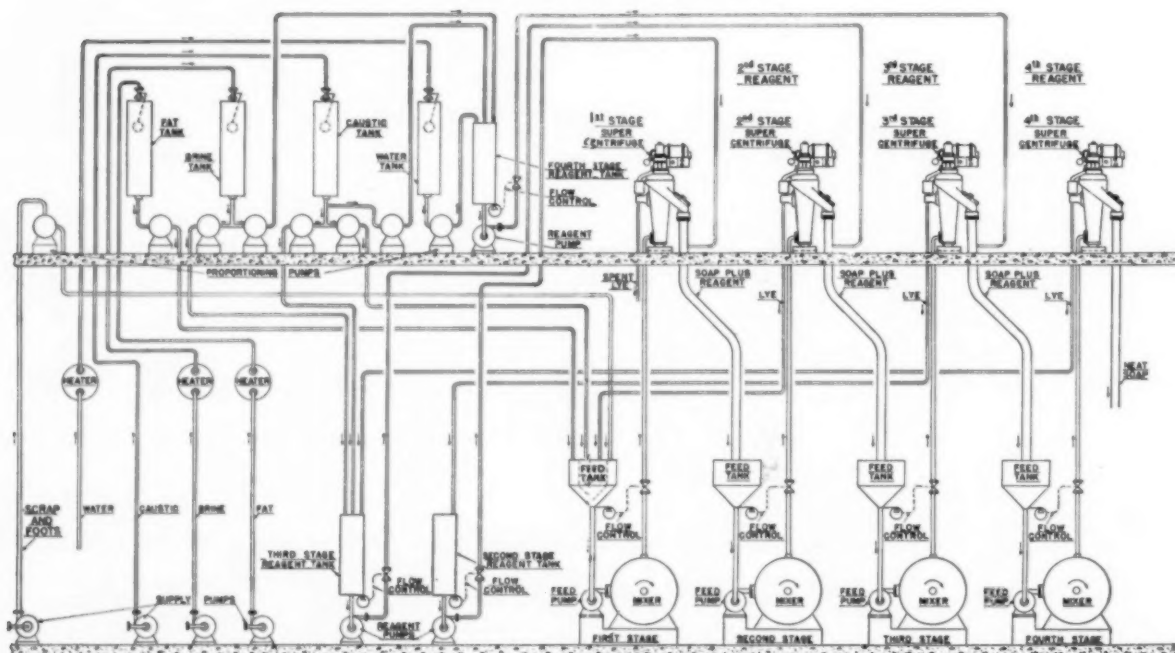 2nd STAGE
REAGENT
3rd STAGE
REAGENT
4th STAGE
REAGENT
1st STAGE
SUPER
CENTRIFUGE
2nd STAGE
SUPER
CENTRIFUGE
3rd STAGE
SUPER
CENTRIFUGE
4th STAGE
SUPER
CENTRIFUGE
FAT
TANK
BRINE
TANK
CAUSTIC
TANK
WATER
TANK
FOURTH STAGE
REAGENT TANK
FLOW
CONTROL
REAGENT
PUMP
PROPORTIONING PUMPS
SPENT
LYE
SOAP PLUS
REAGENT
LYE
SOAP PLUS
REAGENT
LYE
SOAP PLUS
REAGENT
LYE
NEAT
SOAP
HEATER
HEATER
HEATER
SCRAP
AND
FOOTS
WATER
CAUSTIC
BRINE
FAT
THIRD STAGE
REAGENT TANK
FLOW
CONTROL
SECOND STAGE
REAGENT TANK
FLOW
CONTROL
FEED
TANK
FEED
TANK
FEED
TANK
FEED
TANK
FLOW
CONTROL
FLOW
CONTROL
FLOW
CONTROL
FLOW
CONTROL
SUPPLY PUMPS
REAGENT
PUMPS
FEED
PUMP
MIXER
FEED
PUMP
MIXER
FEED
PUMP
MIXER
FEED
PUMP
MIXER
FIRST STAGE
SECOND STAGE
THIRD STAGE
FOURTH STAGE